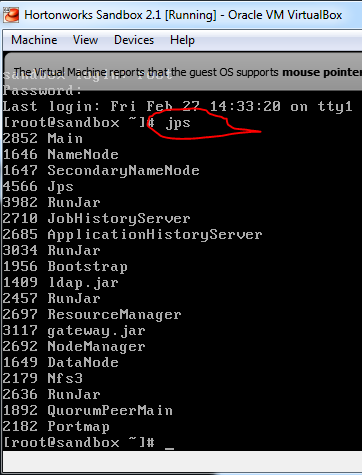 Hortonworks Sandbox 2.1 [Running] - Oracle VM VirtualBox
Machine View Devices Help
The Virtual Machine reports that the guest OS supports mouse pointer
sandbox login: root
Password:
Last login: Fri Feb 27 14:33:20 on tty1
[root@sandbox ~]# jps
2852 Main
1646 NameNode
1647 SecondaryNameNode
4566 Jps
3982 RunJar
2710 JobHistoryServer
2685 ApplicationHistoryServer
3034 RunJar
1956 Bootstrap
1409 ldap.jar
2457 RunJar
2697 ResourceManager
3117 gateway.jar
2692 NodeManager
1649 DataNode
2179 Nfs3
2636 RunJar
1892 QuorumPeerMain
2182 Portmap
[root@sandbox ~]# _